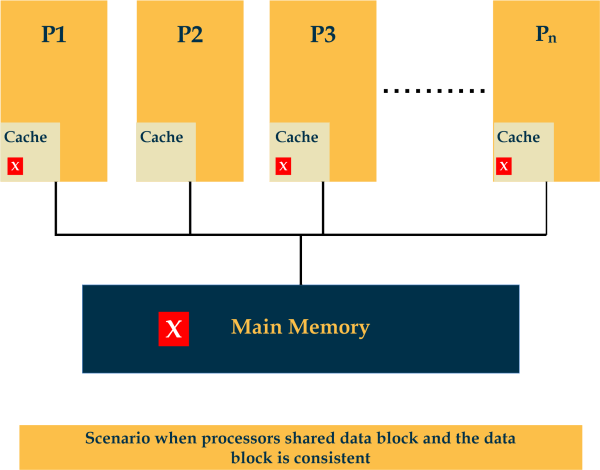 P1 P2 P3 Pn
Cache Cache Cache Cache
X X X
X Main Memory
Scenario when processors shared data block and the data
block is consistent